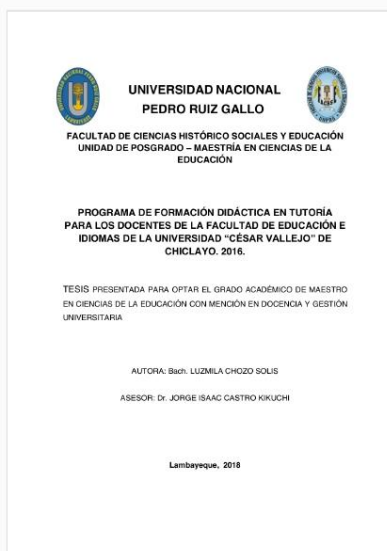 UNIVERSIDAD NACIONAL
PEDRO RUIZ GALLO
FACULTAD DE CIENCIAS HISTÓRICO SOCIALES Y EDUCACIÓN
UNIDAD DE POSGRADO – MAESTRÍA EN CIENCIAS DE LA
EDUCACIÓN
PROGRAMA DE FORMACIÓN DIDÁCTICA EN TUTORÍA
PARA LOS DOCENTES DE LA FACULTAD DE EDUCACIÓN E
IDIOMAS DE LA UNIVERSIDAD “CÉSAR VALLEJO” DE
CHICLAYO. 2016.
TESIS PRESENTADA PARA OPTAR EL GRADO ACADÉMICO DE MAESTRO
EN CIENCIAS DE LA EDUCACIÓN CON MENCIÓN EN DOCENCIA Y GESTIÓN
UNIVERSITARIA
AUTORA: Bach. LUZMILA CHOZO SOLIS
ASESOR: Dr. JORGE ISAAC CASTRO KIKUCHI
Lambayeque, 2018